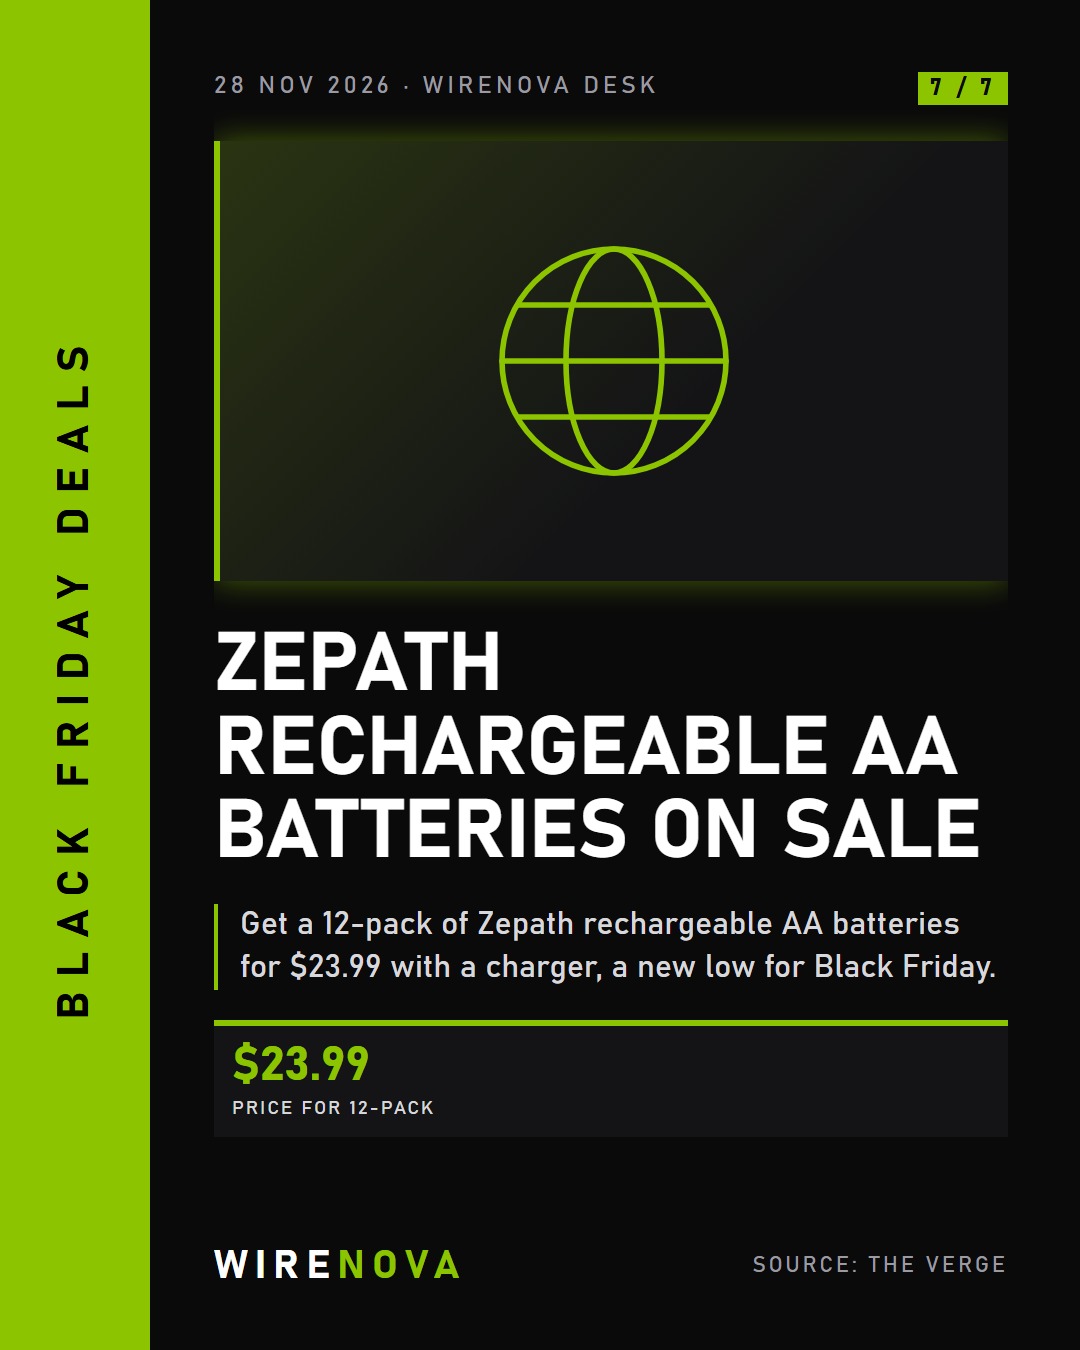 BLACK FRIDAY DEALS
28 NOV 2026 · WIRENOVA DESK
7 / 7
ZEPATH
RECHARGEABLE AA
BATTERIES ON SALE
Get a 12-pack of Zepath rechargeable AA batteries
for $23.99 with a charger, a new low for Black Friday.
$23.99
PRICE FOR 12-PACK
WIRENOVA
SOURCE: THE VERGE